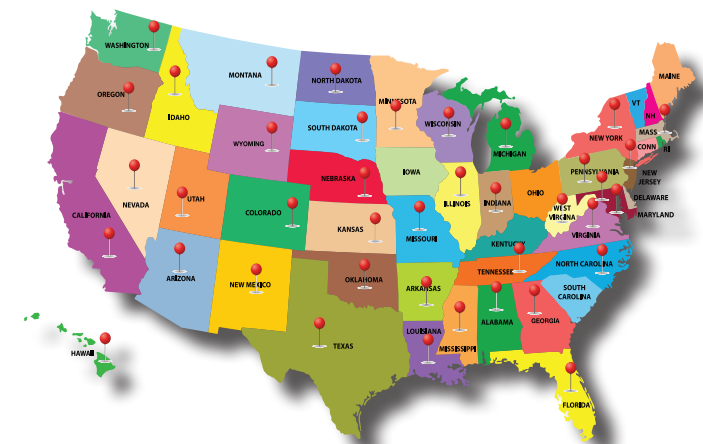 WASHINGTON
OREGON
IDAHO
MONTANA
NORTH DAKOTA
MINNESOTA
SOUTH DAKOTA
WISCONSIN
MICHIGAN
WYOMING
NEBRASKA
IOWA
NEVADA
UTAH
COLORADO
CALIFORNIA
KANSAS
MISSOURI
ILLINOIS
INDIANA
OHIO
PENNSYLVANIA
NEW YORK
VT
NH
MAINE
MASS
CONN
RI
NEW
JERSEY
DELAWARE
MARYLAND
WEST
VIRGINA
VIRGINIA
KENTUCKY
NORTH CAROLINA
TENNESSEE
SOUTH
CAROLINA
ARIZONA
NEW MEXICO
OKLAHOMA
ARKANSAS
TEXAS
LOUISIANA
MISSISSIPPI
ALABAMA
GEORGIA
FLORIDA
HAWAII